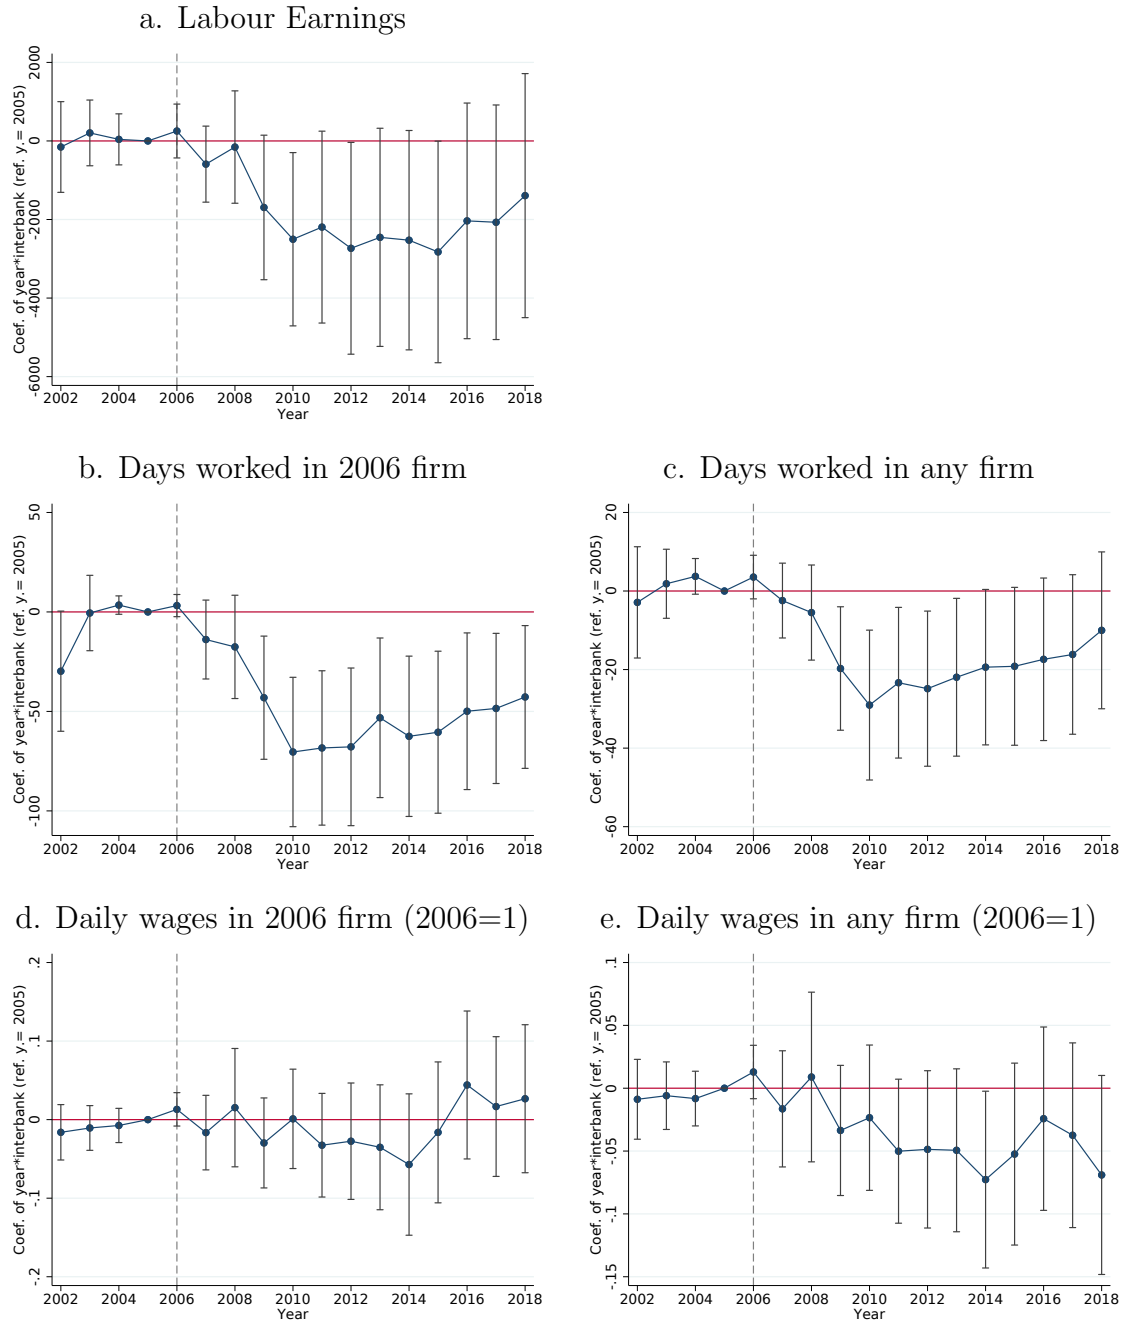 a. Labour Earnings
Coef. of year*interbank (ref. y.= 2005)
2000
0
-2000
-4000
-6000
2002 2004 2006 2008 2010 2012 2014 2016 2018
Year
b. Days worked in 2006 firm
Coef. of year*interbank (ref. y.= 2005)
50
0
-50
-100
2002 2004 2006 2008 2010 2012 2014 2016 2018
Year
c. Days worked in any firm
Coef. of year*interbank (ref. y.= 2005)
20
0
-20
-40
-60
2002 2004 2006 2008 2010 2012 2014 2016 2018
Year
d. Daily wages in 2006 firm (2006=1)
Coef. of year*interbank (ref. y.= 2005)
.2
.1
0
-.1
-.2
2002 2004 2006 2008 2010 2012 2014 2016 2018
Year
e. Daily wages in any firm (2006=1)
Coef. of year*interbank (ref. y.= 2005)
.1
.05
0
-.05
-.1
-.15
2002 2004 2006 2008 2010 2012 2014 2016 2018
Year